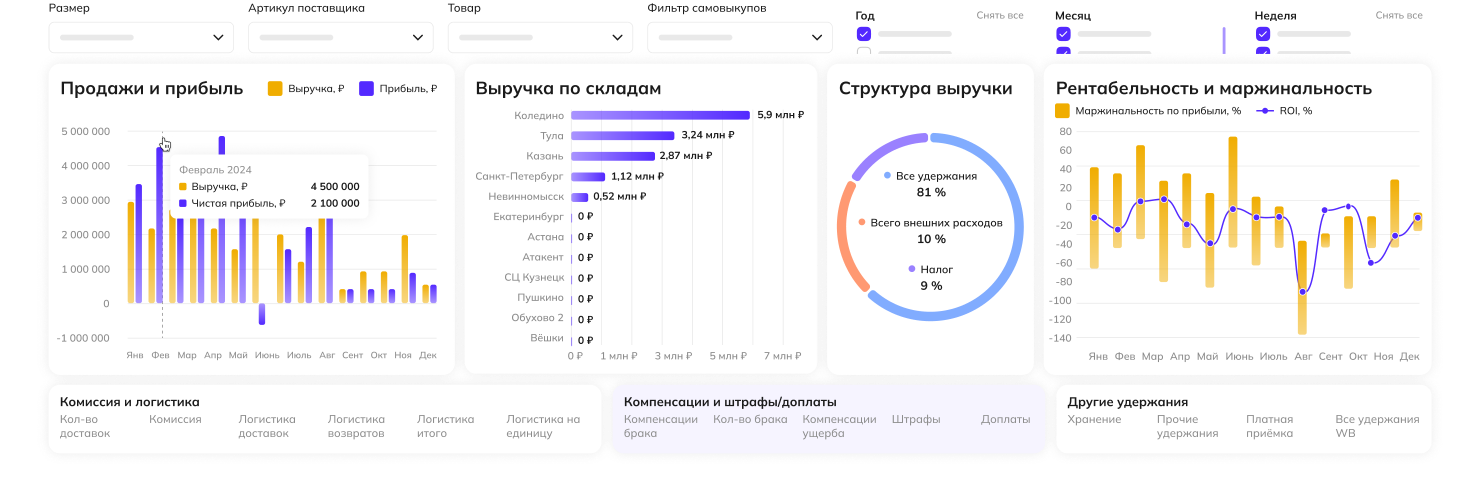 Размер
Артикул поставщика
Товар
Фильтр самовыкупов
Год
Снять все
Месяц
Неделя
Снять все
Продажи и прибыль
Выручка, ₽
Прибыль, ₽
5 000 000
4 000 000
3 000 000
2 000 000
1 000 000
0
-1 000 000
Февраль 2024
Выручка, ₽ 4 500 000
Чистая прибыль, ₽ 2 100 000
Янв Фев Мар Апр Май Июнь Июль Авг Сент Окт Ноя Дек
Выручка по складам
Коледино 5,9 млн ₽
Тула 3,24 млн ₽
Казань 2,87 млн ₽
Санкт-Петербург 1,12 млн ₽
Невинномысск 0,52 млн ₽
Екатеринбург 0 ₽
Астана 0 ₽
Атакент 0 ₽
СЦ Кузнецк 0 ₽
Пушкино 0 ₽
Обухово 2 0 ₽
Вёшки 0 ₽
0 ₽ 1 млн ₽ 3 млн ₽ 5 млн ₽ 7 млн ₽
Структура выручки
Все удержания
81 %
Всего внешних расходов
10 %
Налог
9 %
Рентабельность и маржинальность
Маржинальность по прибыли, %
ROI, %
80
60
40
20
0
-20
-40
-60
-80
-100
-120
-140
Янв Фев Мар Апр Май Июнь Июль Авг Сент Окт Ноя Дек
Комиссия и логистика
Кол-во доставок
Комиссия
Логистика доставок
Логистика возвратов
Логистика итого
Логистика на единицу
Компенсации и штрафы/доплаты
Компенсации брака
Кол-во брака
Компенсации ущерба
Штрафы
Доплаты
Другие удержания
Хранение
Прочие удержания
Платная приёмка
Все удержания WB